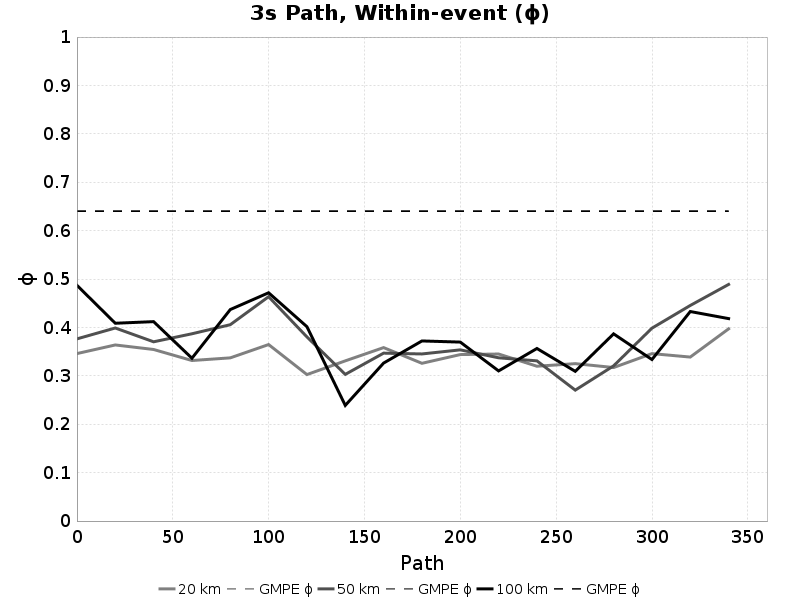 3s Path, Within-event (ϕ)
1
0.9
0.8
0.7
0.6
0.5
0.4
0.3
0.2
0.1
0
ϕ
0 50 100 150 200 250 300 350
Path
20 km GMPE ϕ 50 km GMPE ϕ 100 km GMPE ϕ